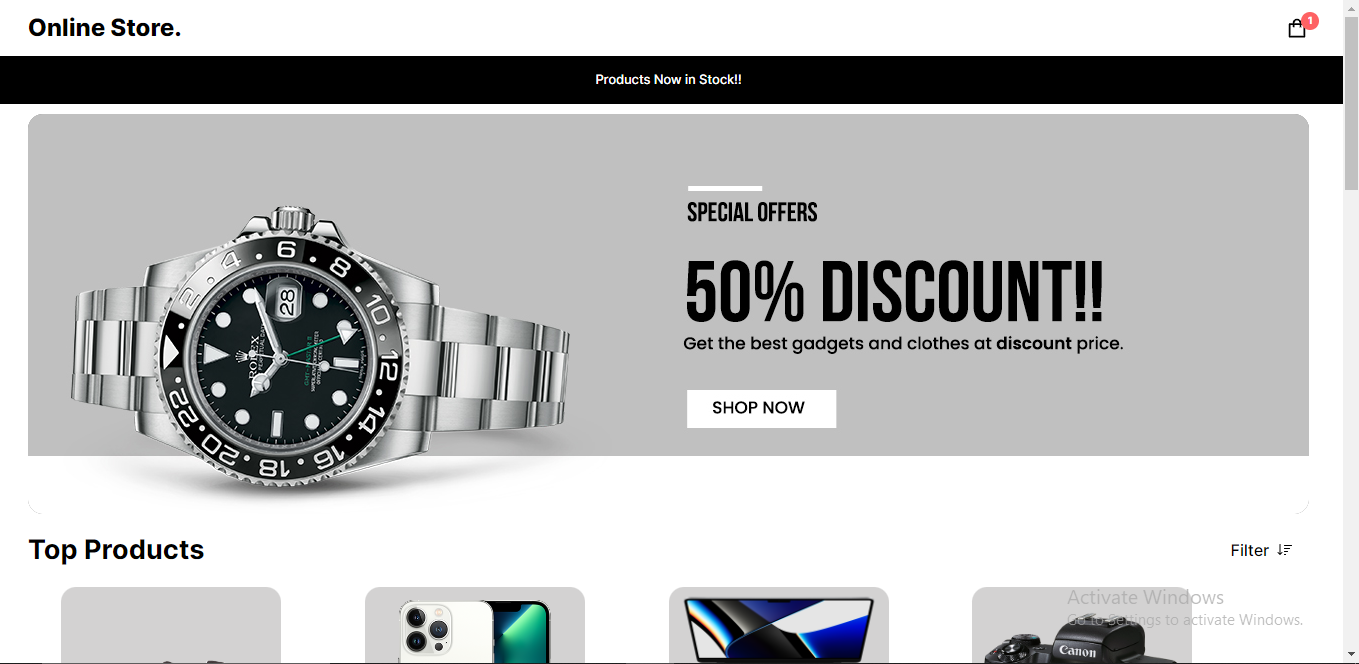 Online Store.
1
Products Now in Stock!!
SPECIAL OFFERS
50% DISCOUNT!!
Get the best gadgets and clothes at discount price.
SHOP NOW
2 4 6 8 10 12 14 16 18 20 22
28
ROLEX
Top Products
Filter
Activate Windows
Go to Settings to activate Windows.
Canon